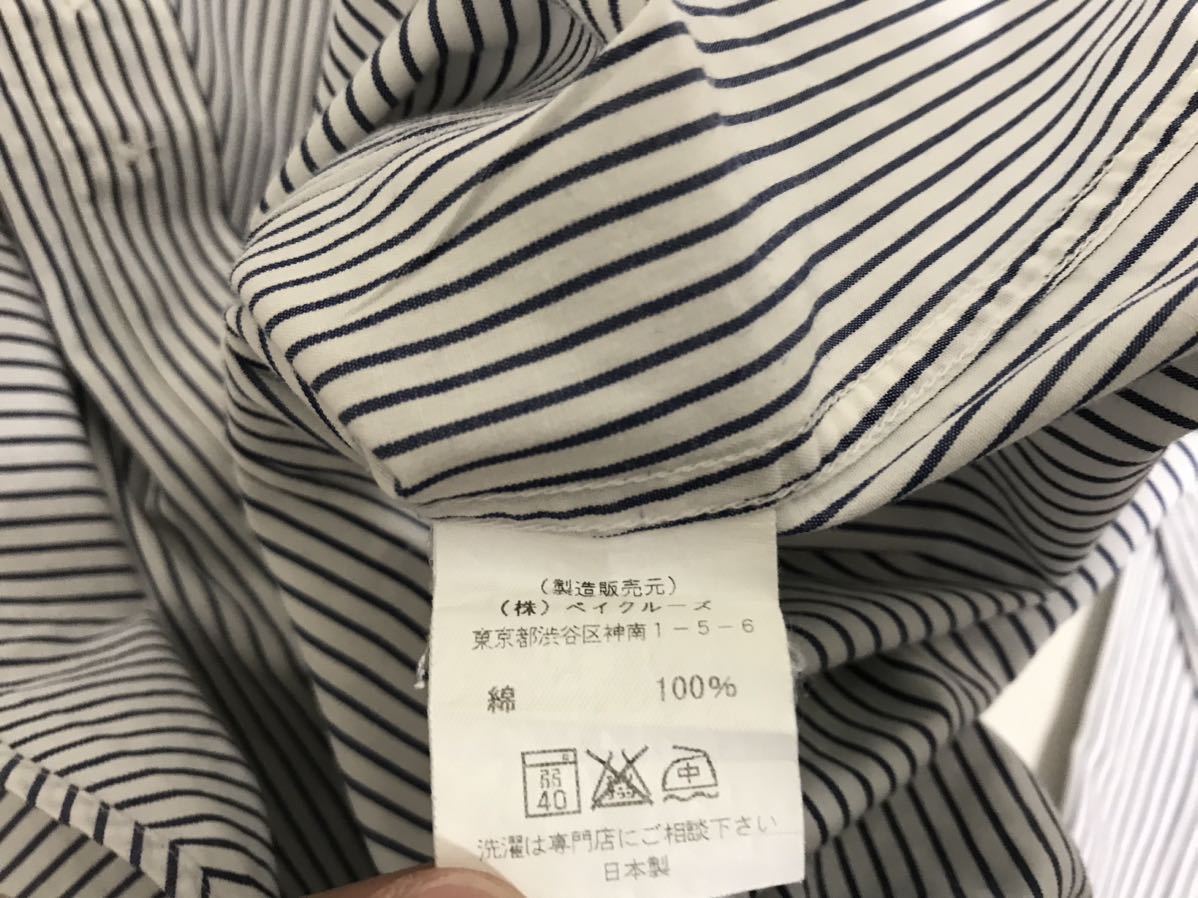 (製造販売元)
(株) ベイクルーズ
東京都渋谷区神南1-5-6
綿 100%
弱 中
40
洗濯は専門店にご相談下さい
日本製